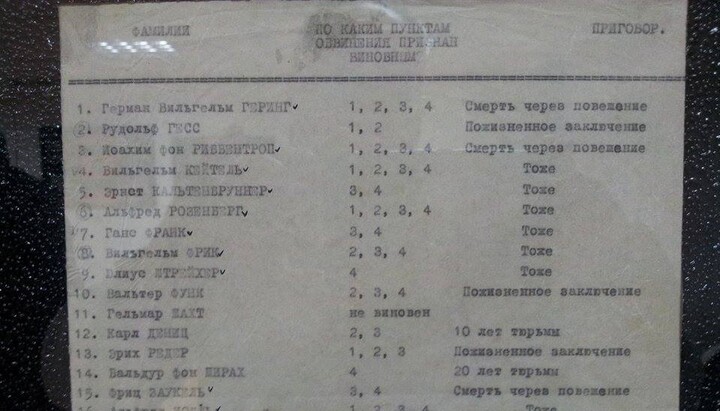 ФАМИЛИИ ПО КАКИМ ПУНКТАМ ПРИГОВОР.
ОБВИНЕНИЯ ПРИЗНАН
ВИНОВНЫМ
1. Герман Вильгельм ГЕРИНГ 1, 2, 3, 4 Смерть через повешение
2. Рудольф ГЕСС 1, 2 Пожизненное заключение
3. Иоахим фон РИББЕНТРОП 1, 2, 3, 4 Смерть через повешение
4. Вильгельм КЕЙТЕЛЬ 1, 2, 3, 4 Тоже
5. Эрнст КАЛЬТЕНБРУННЕР 3, 4 Тоже
6. Альфред РОЗЕНБЕРГ 1, 2, 3, 4 Тоже
7. Ганс ФРАНК 3, 4 Тоже
8. Вильгельм ФРИК 2, 3, 4 Тоже
9. Юлиус ШТРЕЙХЕР 4 Тоже
10. Вальтер ФУНК 2, 3, 4 Пожизненное заключение
11. Гельмар ШАХТ не виновен
12. Карл ДЕНИЦ 2, 3 10 лет тюрьмы
13. Эрих РЕДЕР 1, 2, 3 Пожизненное заключение
14. Бальдур фон ШИРАХ 4 20 лет тюрьмы
15. Фриц ЗАУКЕЛЬ 3, 4 Смерть через повешение